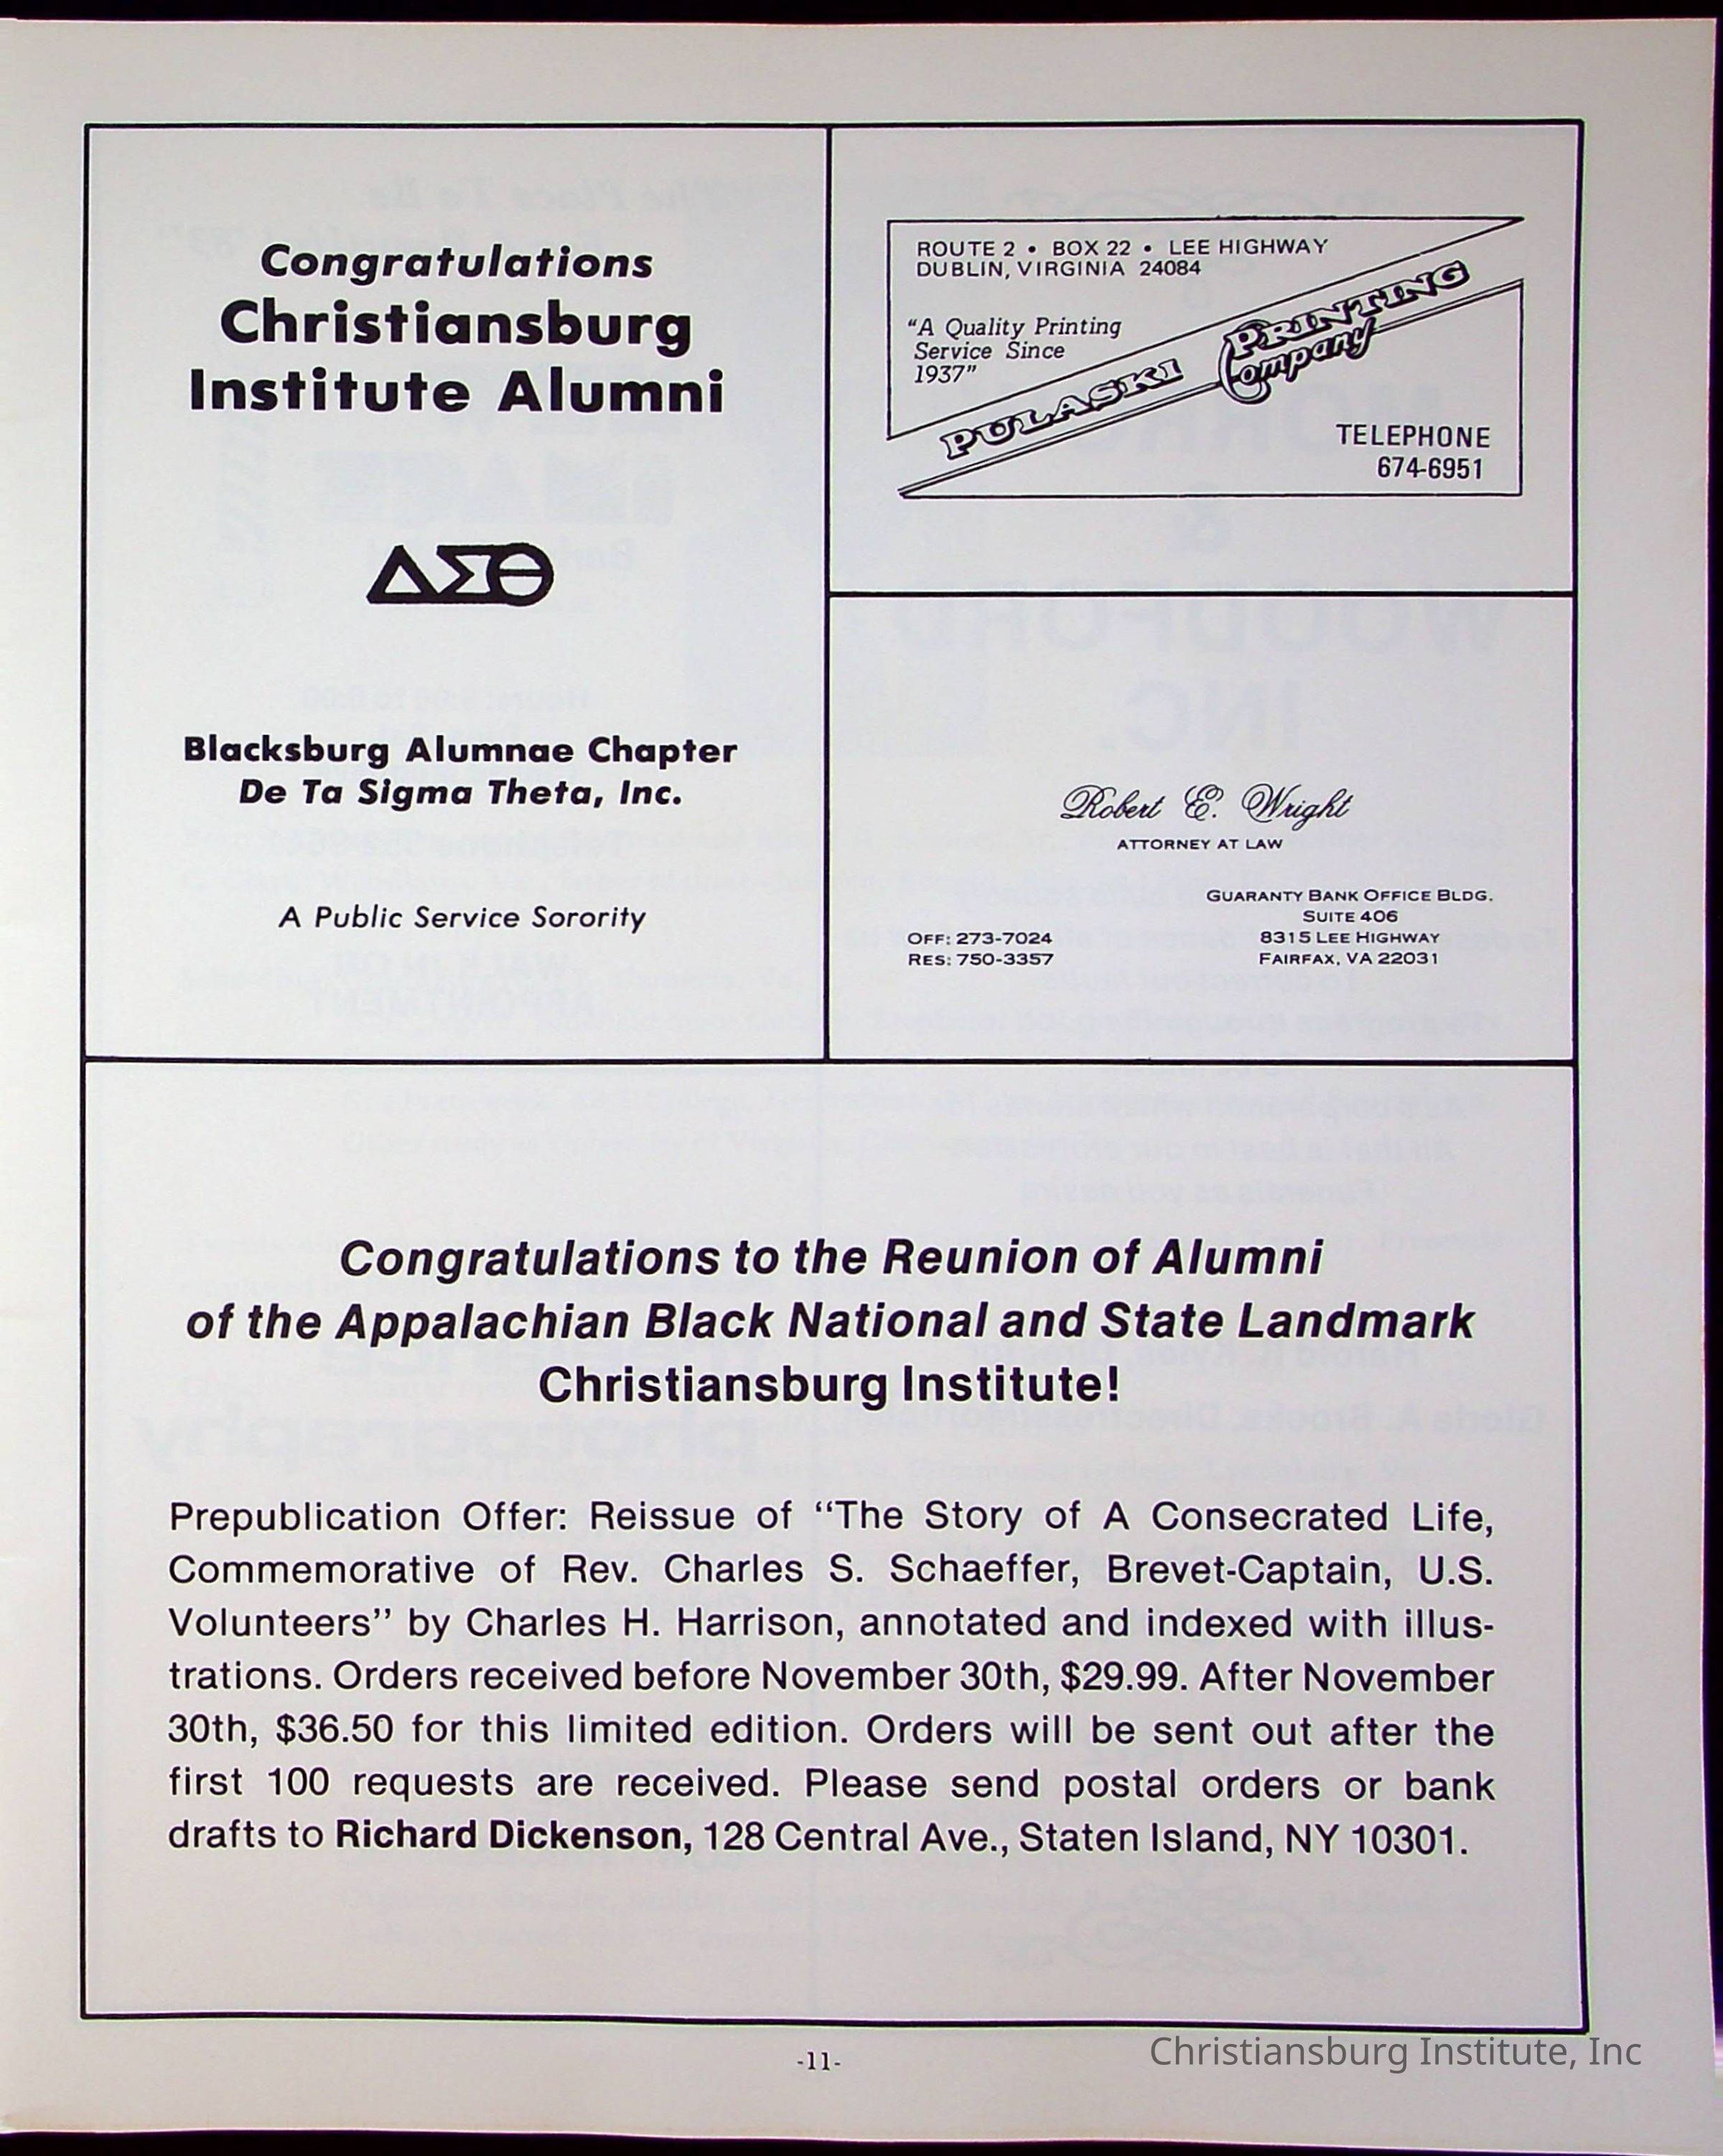 Congratulations
Christiansburg
Institute Alumni
ΔΣΘ
Blacksburg Alumnae Chapter
De Ta Sigma Theta, Inc.
A Public Service Sorority
ROUTE 2 • BOX 22 • LEE HIGHWAY
DUBLIN, VIRGINIA 24084
“A Quality Printing
Service Since
1937”
PULASKI PRINTING
Company
TELEPHONE
674-6951
Robert E. Wright
ATTORNEY AT LAW
GUARANTY BANK OFFICE BLDG.
SUITE 406
OFF: 273-7024 8315 LEE HIGHWAY
RES: 750-3357 FAIRFAX, VA 22031
Congratulations to the Reunion of Alumni
of the Appalachian Black National and State Landmark
Christiansburg Institute!
Prepublication Offer: Reissue of “The Story of A Consecrated Life,
Commemorative of Rev. Charles S. Schaeffer, Brevet-Captain, U.S.
Volunteers” by Charles H. Harrison, annotated and indexed with illus-
trations. Orders received before November 30th, $29.99. After November
30th, $36.50 for this limited edition. Orders will be sent out after the
first 100 requests are received. Please send postal orders or bank
drafts to Richard Dickenson, 128 Central Ave., Staten Island, NY 10301.
-11-
Christiansburg Institute, Inc